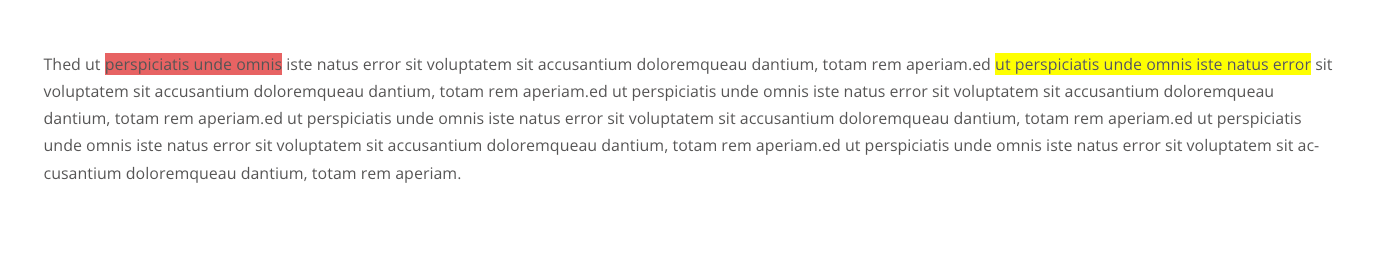 Thed ut perspiciatis unde omnis iste natus error sit voluptatem sit accusantium doloremqueau dantium, totam rem aperiam.ed ut perspiciatis unde omnis iste natus error sit
voluptatem sit accusantium doloremqueau dantium, totam rem aperiam.ed ut perspiciatis unde omnis iste natus error sit voluptatem sit accusantium doloremqueau
dantium, totam rem aperiam.ed ut perspiciatis unde omnis iste natus error sit voluptatem sit accusantium doloremqueau dantium, totam rem aperiam.ed ut perspiciatis
unde omnis iste natus error sit voluptatem sit accusantium doloremqueau dantium, totam rem aperiam.ed ut perspiciatis unde omnis iste natus error sit voluptatem sit ac-
cusantium doloremqueau dantium, totam rem aperiam.